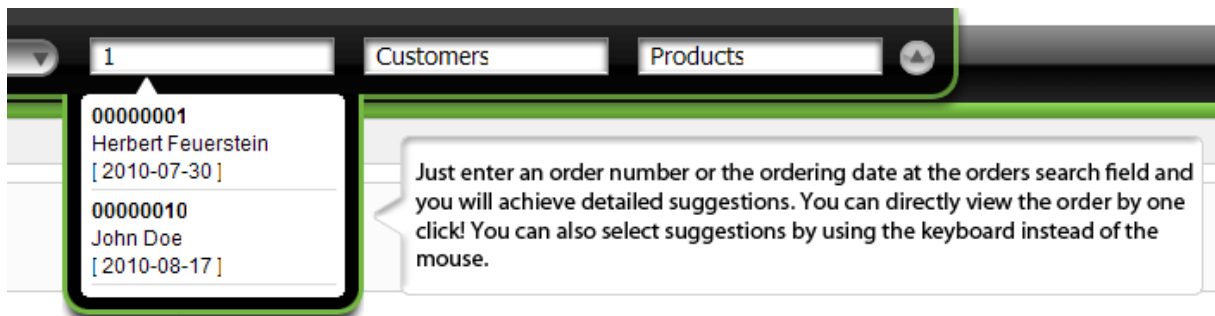 1
Customers
Products
00000001
Herbert Feuerstein
[ 2010-07-30 ]
00000010
John Doe
[ 2010-08-17 ]
Just enter an order number or the ordering date at the orders search field and
you will achieve detailed suggestions. You can directly view the order by one
click! You can also select suggestions by using the keyboard instead of the
mouse.